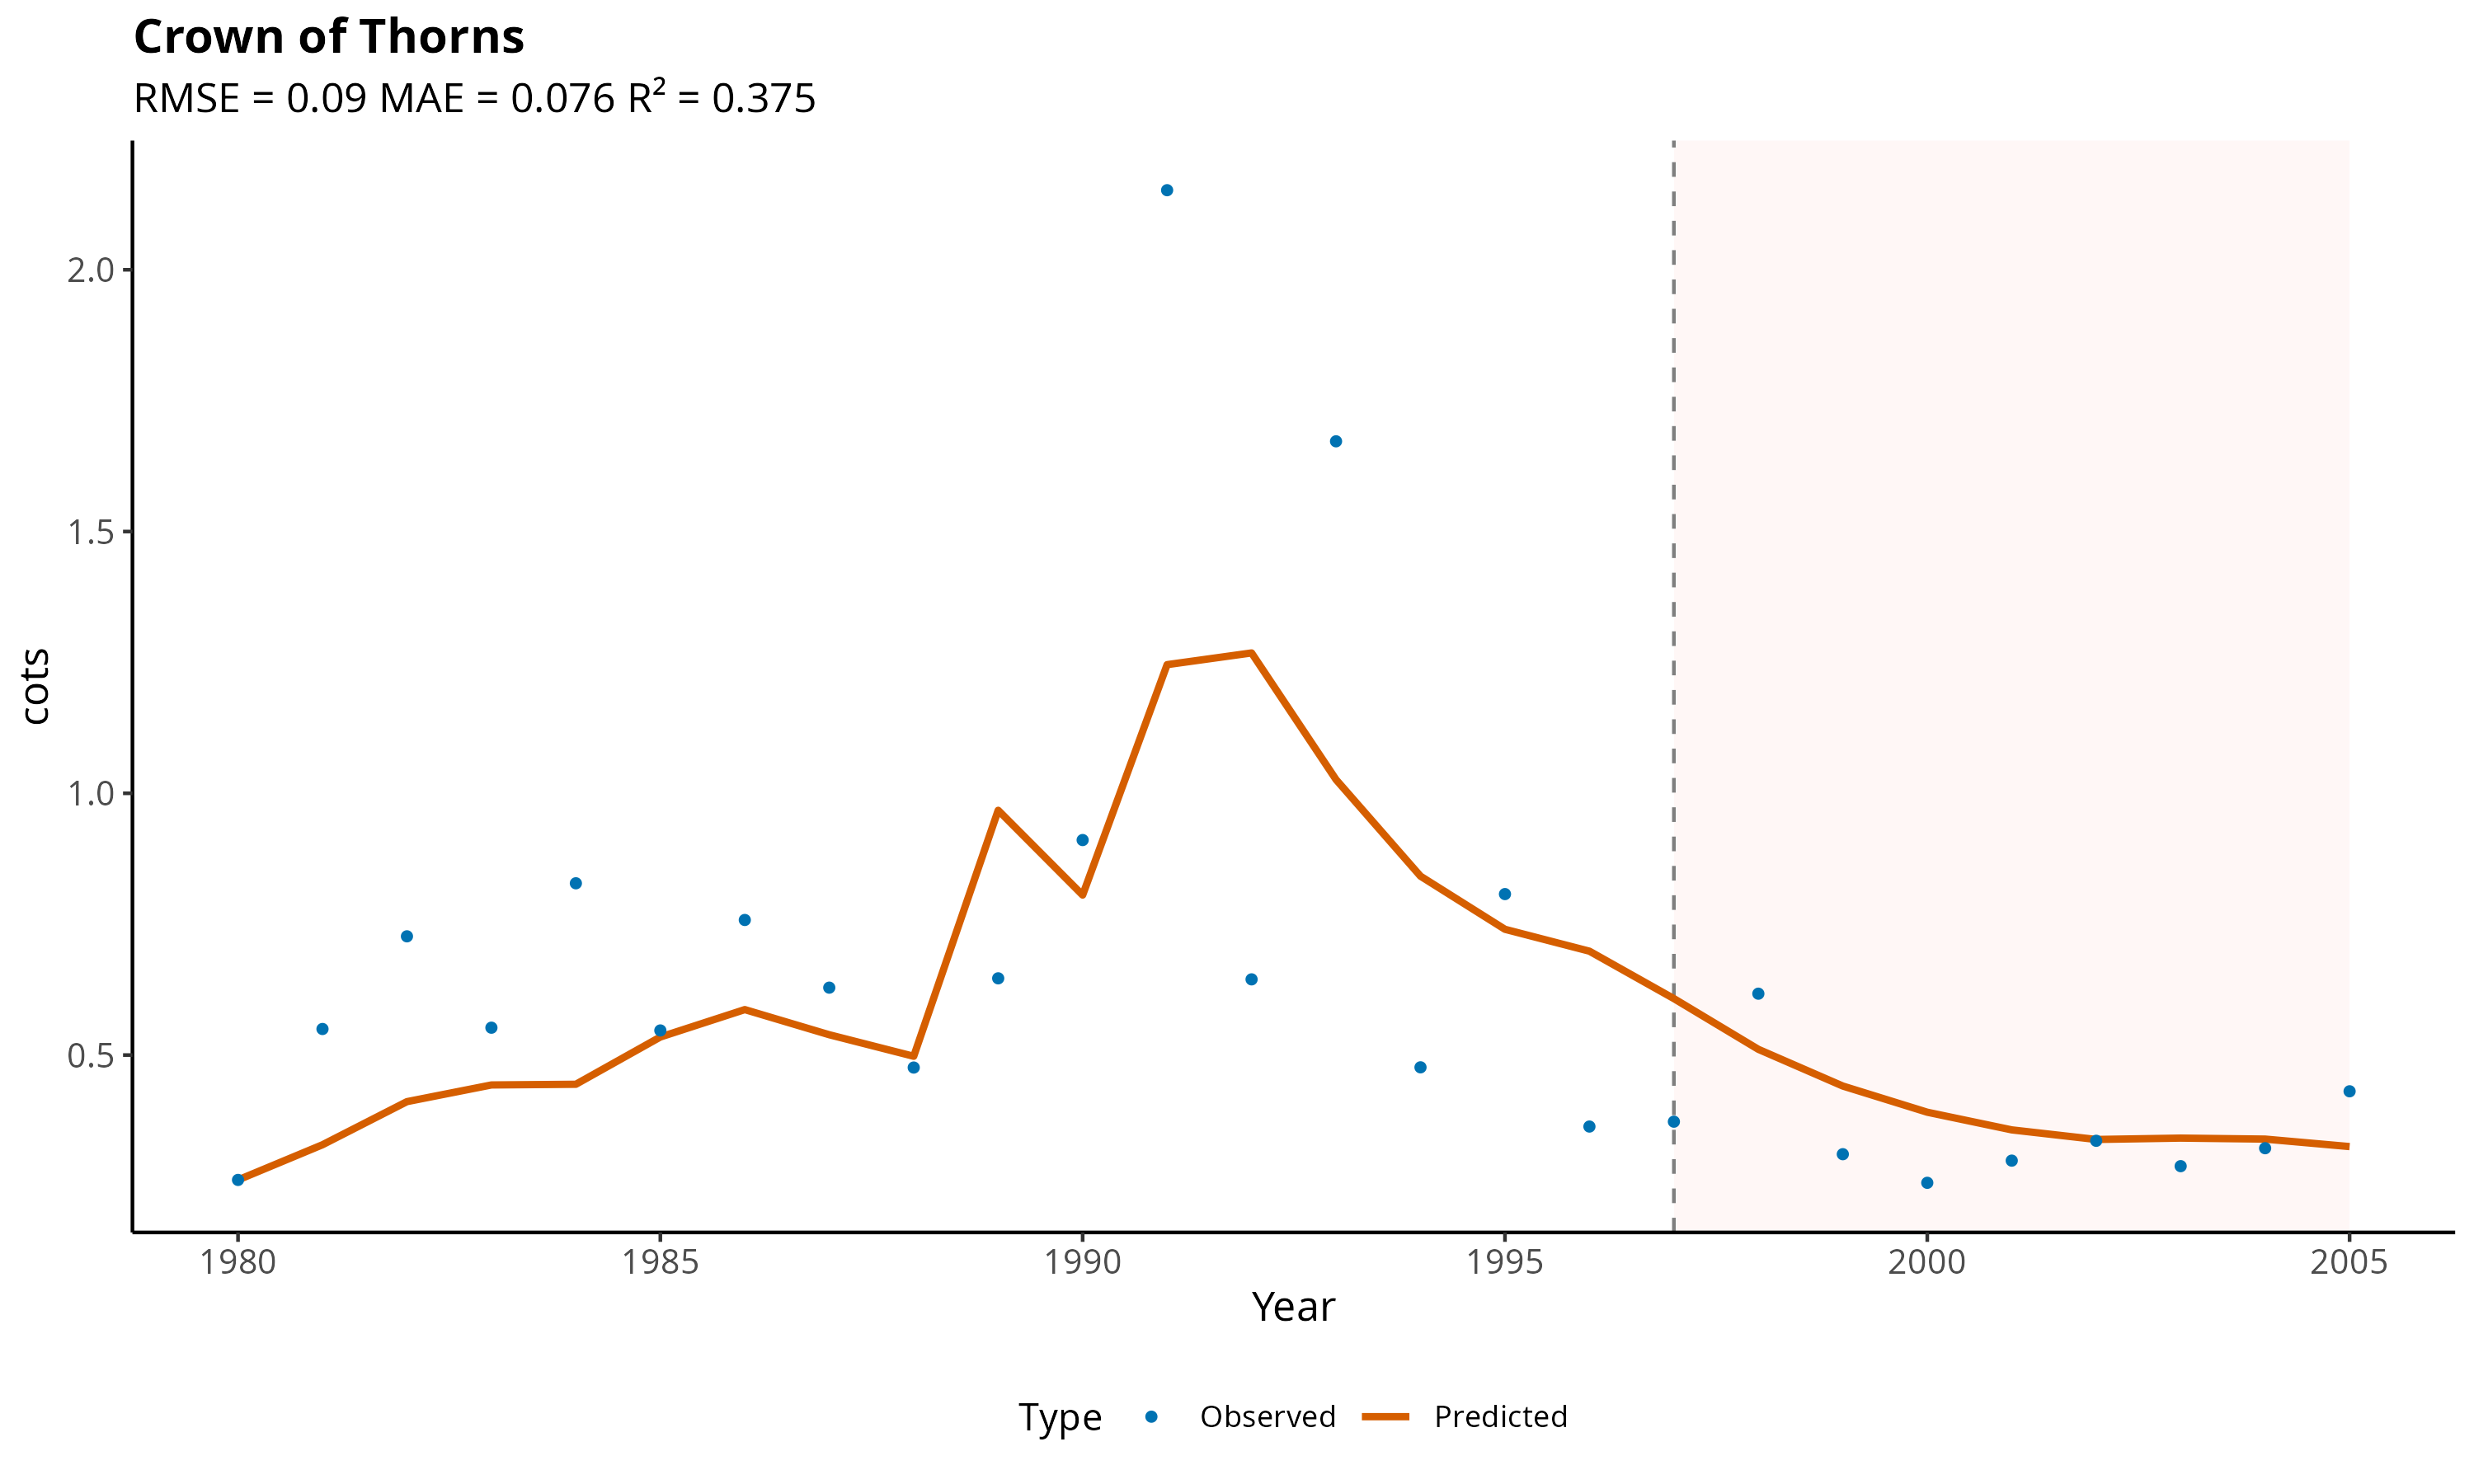 Crown of Thorns
RMSE = 0.09 MAE = 0.076 R² = 0.375
cots
2.0
1.5
1.0
0.5
1980 1985 1990 1995 2000 2005
Year
Type Observed Predicted